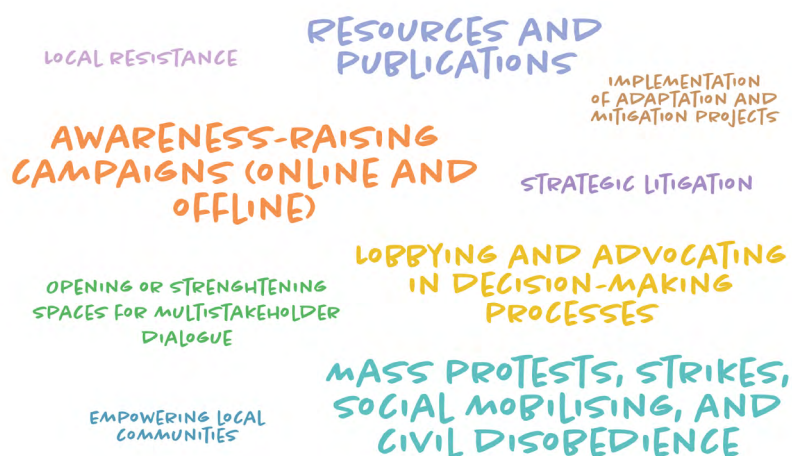 RESOURCES AND
PUBLICATIONS
LOCAL RESISTANCE
IMPLEMENTATION
OF ADAPTATION AND
MITIGATION PROJECTS
AWARENESS-RAISING
CAMPAIGNS (ONLINE AND
OFFLINE)
STRATEGIC LITIGATION
LOBBYING AND ADVOCATING
IN DECISION-MAKING
PROCESSES
OPENING OR STRENGHTENING
SPACES FOR MULTISTAKEHOLDER
DIALOGUE
MASS PROTESTS, STRIKES,
SOCIAL MOBILISING, AND
CIVIL DISOBEDIENCE
EMPOWERING LOCAL
COMMUNITIES